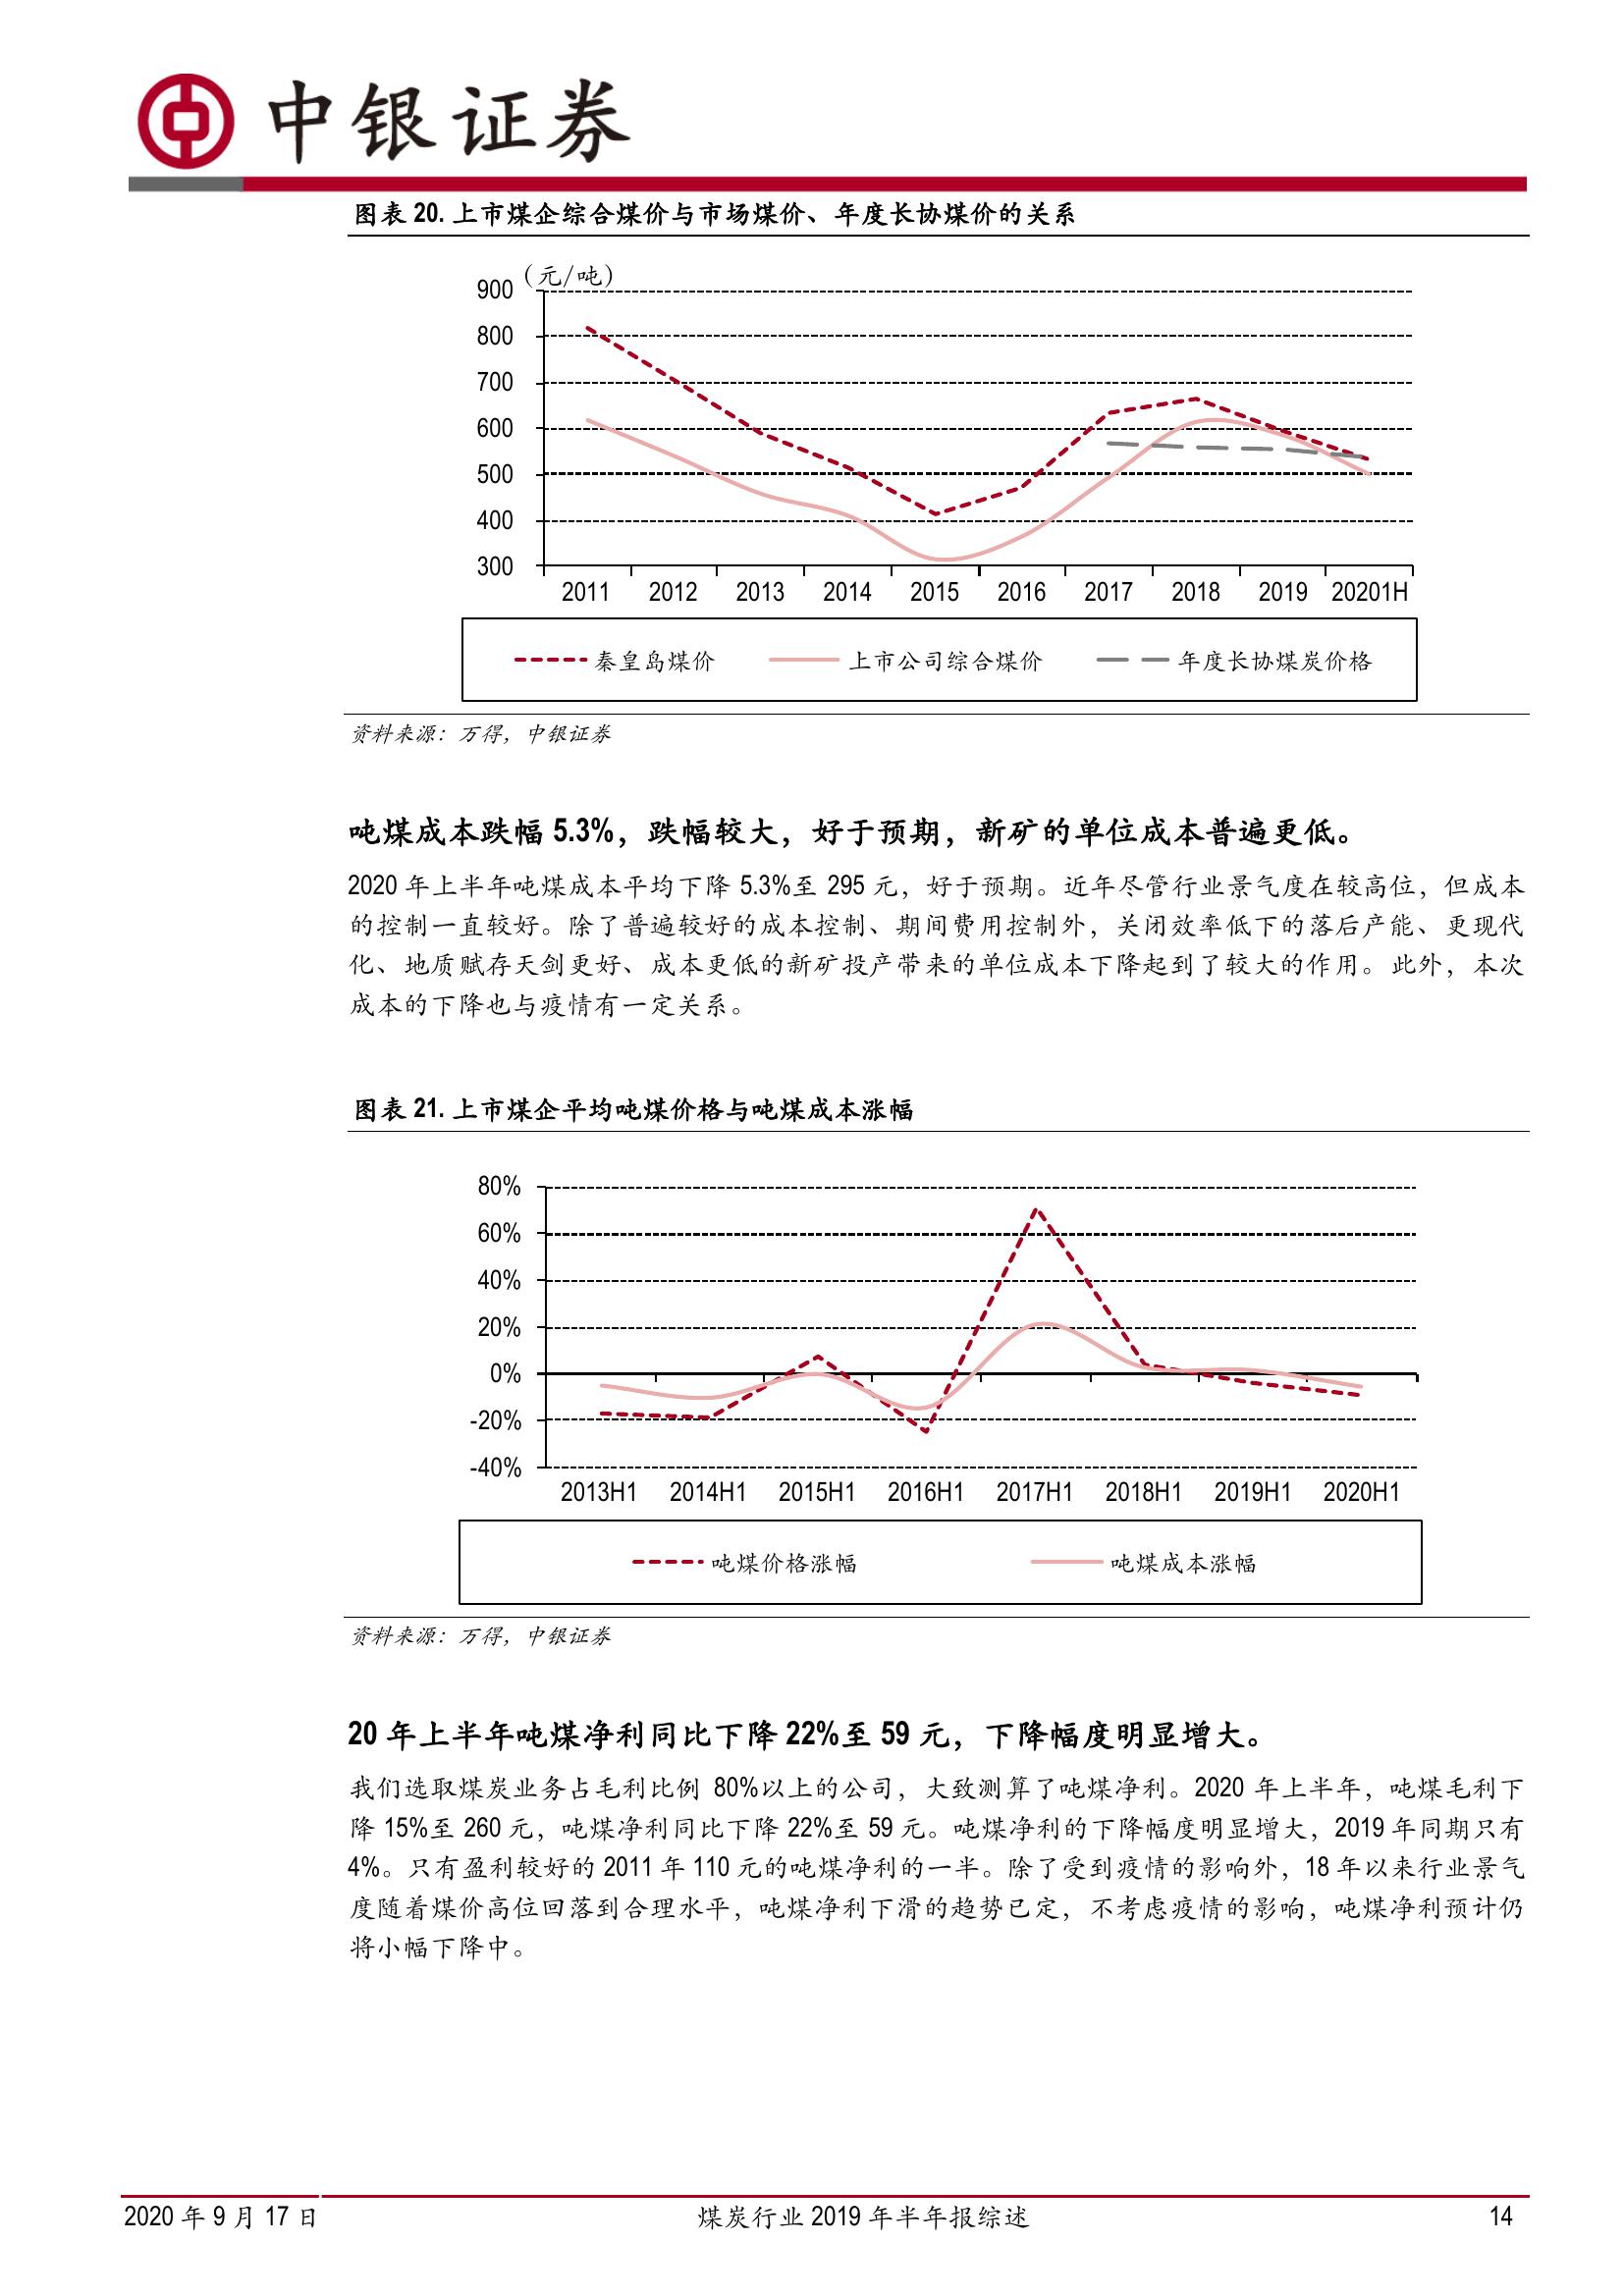 中银证券
图表 20. 上市煤企综合煤价与市场煤价、年度长协煤价的关系
(元/吨)
900
800
700
600
500
400
300
2011 2012 2013 2014 2015 2016 2017 2018 2019 20201H
秦皇岛煤价 上市公司综合煤价 年度长协煤炭价格
资料来源：万得，中银证券
吨煤成本跌幅 5.3%，跌幅较大，好于预期，新矿的单位成本普遍更低。
2020 年上半年吨煤成本平均下降 5.3%至 295 元，好于预期。近年尽管行业景气度在较高位，但成本
的控制一直较好。除了普遍较好的成本控制、期间费用控制外，关闭效率低下的落后产能、更现代
化、地质赋存天剑更好、成本更低的新矿投产带来的单位成本下降起到了较大的作用。此外，本次
成本的下降也与疫情有一定关系。
图表 21. 上市煤企平均吨煤价格与吨煤成本涨幅
80%
60%
40%
20%
0%
-20%
-40%
2013H1 2014H1 2015H1 2016H1 2017H1 2018H1 2019H1 2020H1
吨煤价格涨幅 吨煤成本涨幅
资料来源：万得，中银证券
20 年上半年吨煤净利同比下降 22%至 59 元，下降幅度明显增大。
我们选取煤炭业务占毛利比例 80%以上的公司，大致测算了吨煤净利。2020 年上半年，吨煤毛利下
降 15%至 260 元，吨煤净利同比下降 22%至 59 元。吨煤净利的下降幅度明显增大，2019 年同期只有
4%。只有盈利较好的 2011 年 110 元的吨煤净利的一半。除了受到疫情的影响外，18 年以来行业景气
度随着煤价高位回落到合理水平，吨煤净利下滑的趋势已定，不考虑疫情的影响，吨煤净利预计仍
将小幅下降中。
2020 年 9 月 17 日 煤炭行业 2019 年半年报综述 14